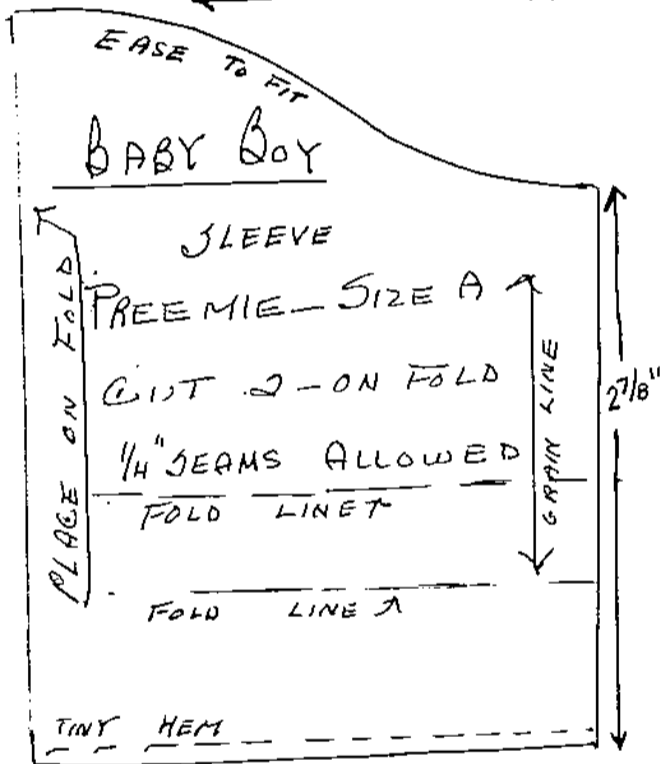 EASE TO FIT
BABY BOY
SLEEVE
PREEMIE - SIZE A
CUT 2 - ON FOLD
1/4" SEAMS ALLOWED
FOLD LINE↑
FOLD LINE↗
TINY HEM
PLACE ON FOLD
GRAIN LINE
2 7/8"